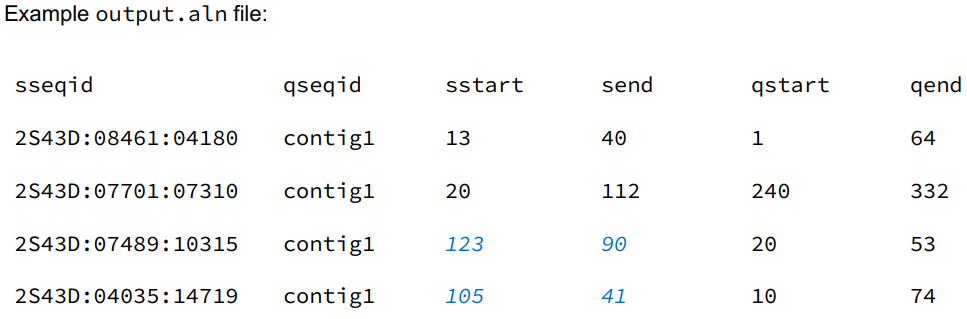 Example output.aln file:
sseqid qseqid sstart send qstart qend
2S43D:08461:04180 contig1 13 40 1 64
2S43D:07701:07310 contig1 20 112 240 332
2S43D:07489:10315 contig1 123 90 20 53
2S43D:04035:14719 contig1 105 41 10 74